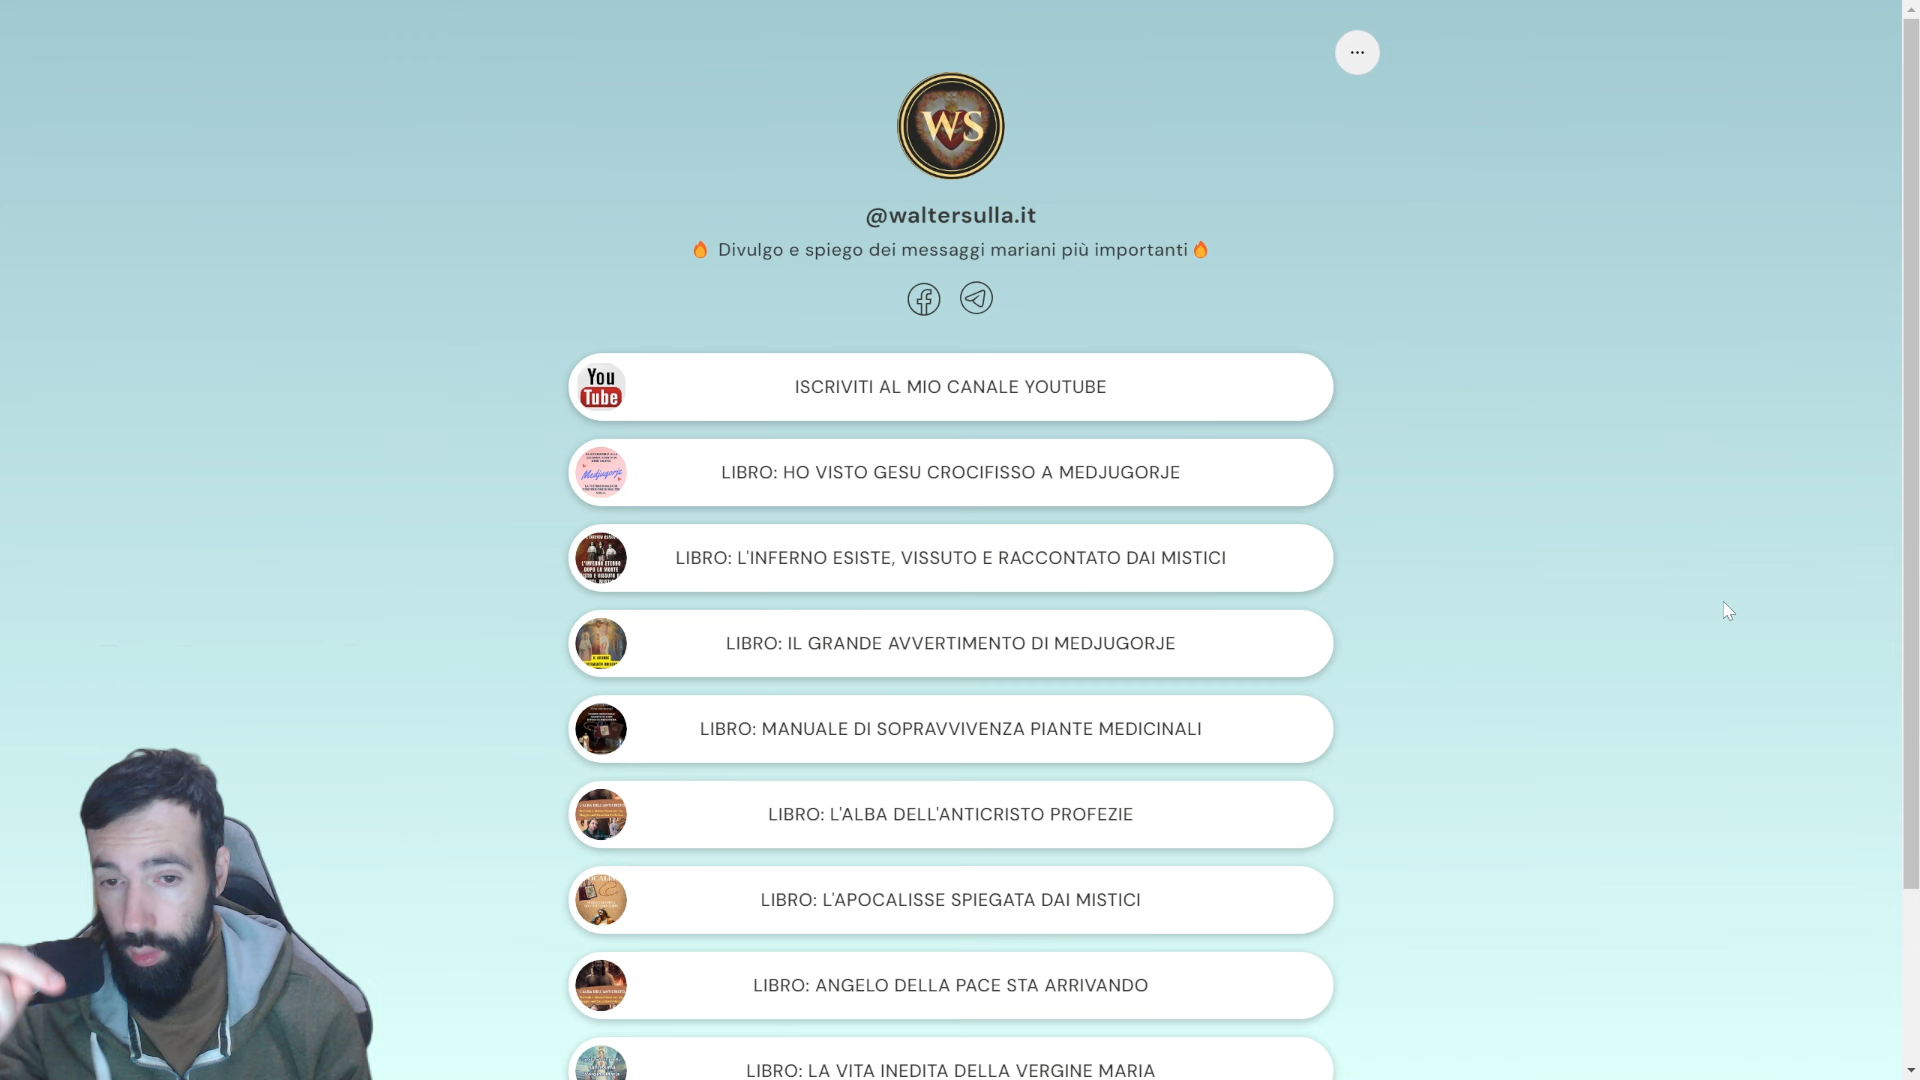 WS
@waltersulla.it
🔥 Divulgo e spiego dei messaggi mariani più importanti🔥
You
Tube
ISCRIVITI AL MIO CANALE YOUTUBE
Medjugorje
LIBRO: HO VISTO GESU CROCIFISSO A MEDJUGORJE
LIBRO: L'INFERNO ESISTE, VISSUTO E RACCONTATO DAI MISTICI
LIBRO: IL GRANDE AVVERTIMENTO DI MEDJUGORJE
LIBRO: MANUALE DI SOPRAVVIVENZA PIANTE MEDICINALI
LIBRO: L'ALBA DELL'ANTICRISTO PROFEZIE
LIBRO: L'APOCALISSE SPIEGATA DAI MISTICI
LIBRO: ANGELO DELLA PACE STA ARRIVANDO
LIBRO: LA VITA INEDITA DELLA VERGINE MARIA